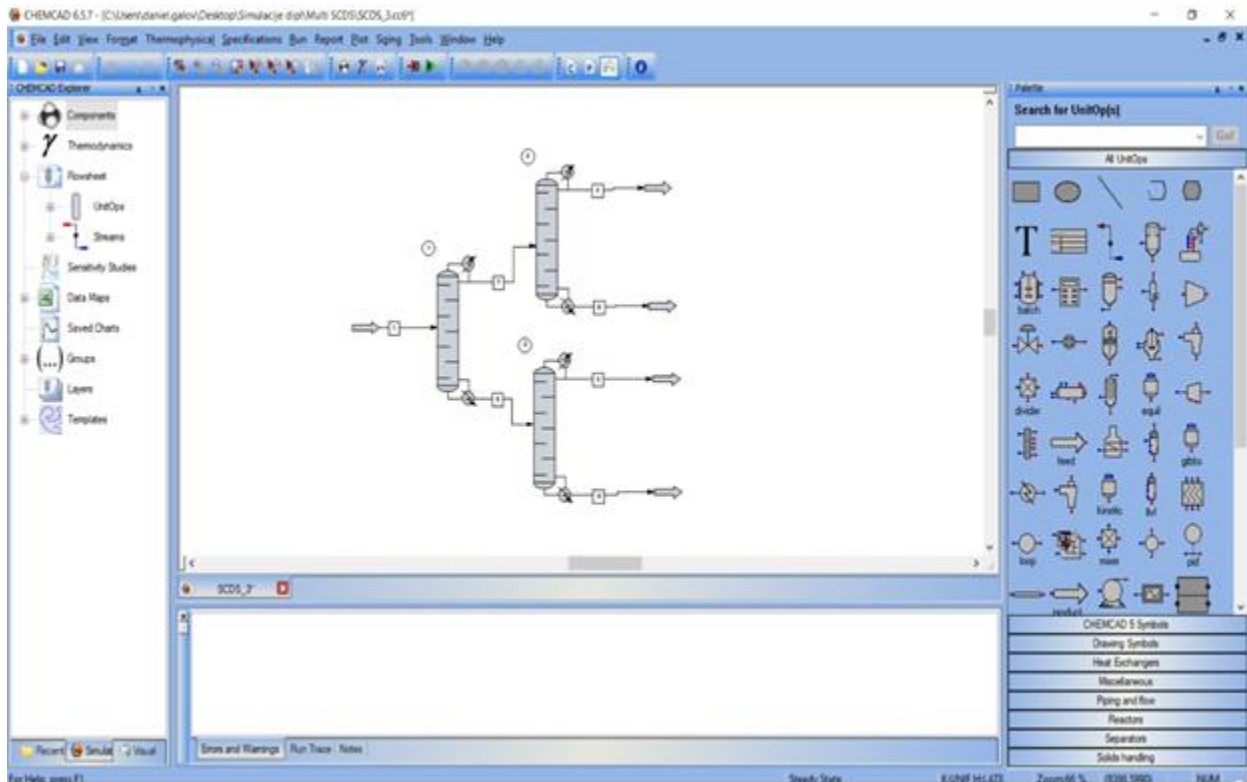 CHEMCAD 6.5.7 - [C:\Users\daniel.galov\Desktop\Simulacije dipl\Multi SCDS\SCDS_3.cc6*]
File Edit View Format Thermophysical Specifications Run Report Plot Sizing Tools Window Help
CHEMCAD Explorer
Components
Thermodynamics
Flowsheet
UnitOps
Streams
Sensitivity Studies
Data Maps
Saved Charts
Groups
Layers
Templates
Recent Simulat Visual
1
SCDS_3*
Errors and Warnings Run Trace Notes
Palette
Search for UnitOp(s)
Go!
All UnitOps
T
batch
divider
equil
feed
gibbs
kinetic
loop
mixer
pid
product
CHEMCAD 5 Symbols
Drawing Symbols
Heat Exchangers
Miscellaneous
Piping and flow
Reactors
Separators
Solids handling
For Help, press F1
Steady State
Zoom:66 %
NUM